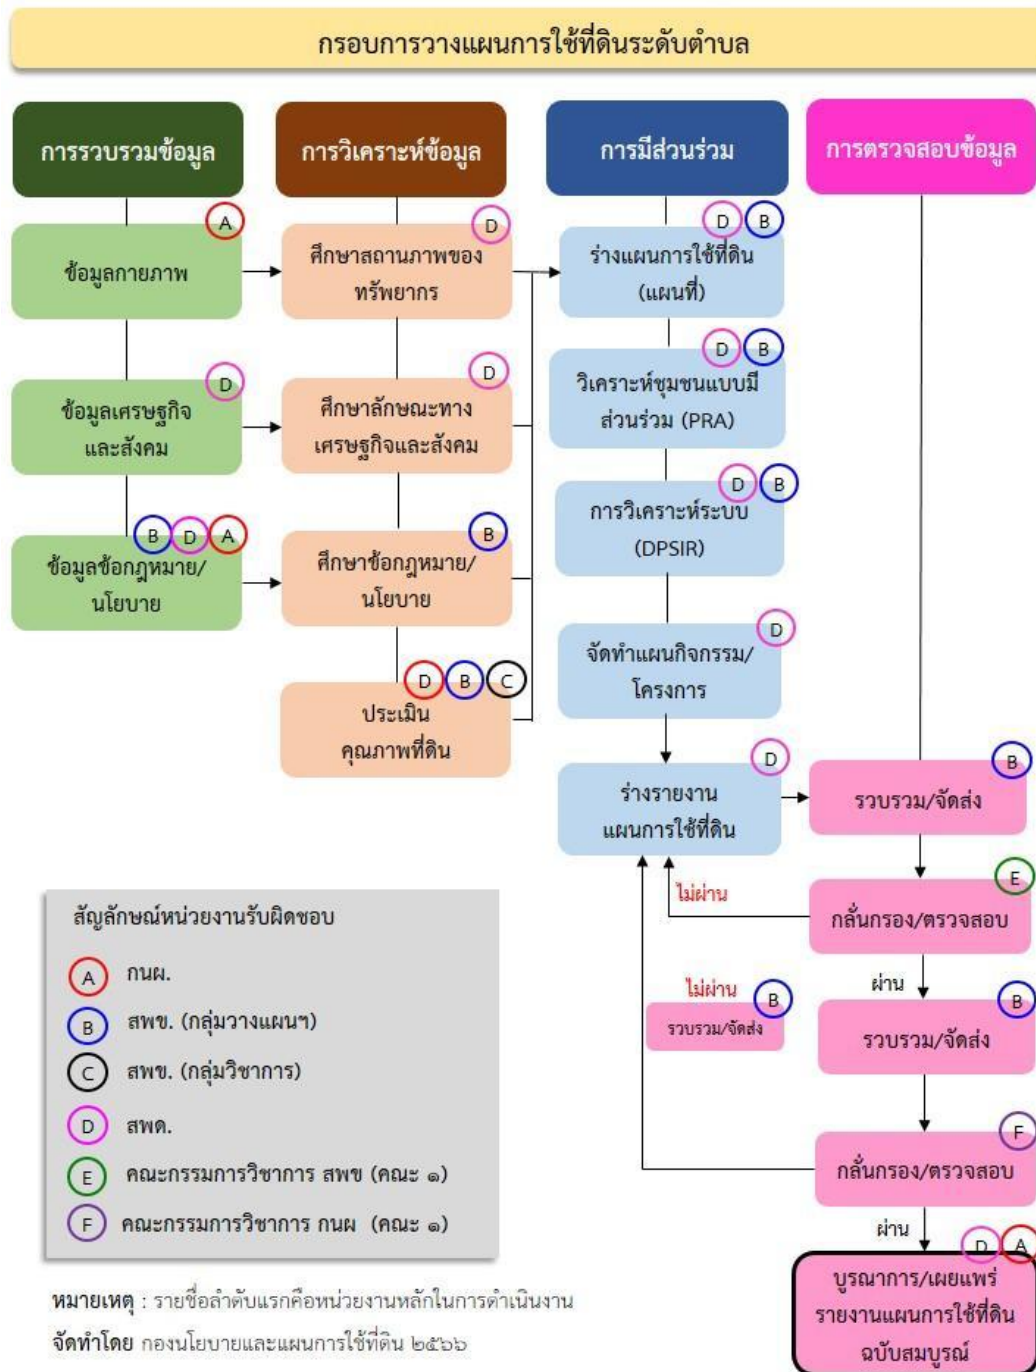 กรอบการวางแผนการใช้ที่ดินระดับตำบล
การรวบรวมข้อมูล
A
ข้อมูลกายภาพ
D
ข้อมูลเศรษฐกิจ
และสังคม
B D A
ข้อมูลข้อกฎหมาย/
นโยบาย
การวิเคราะห์ข้อมูล
D
ศึกษาสถานภาพของ
ทรัพยากร
D
ศึกษาลักษณะทาง
เศรษฐกิจและสังคม
B
ศึกษาข้อกฎหมาย/
นโยบาย
D B C
ประเมิน
คุณภาพที่ดิน
การมีส่วนร่วม
D B
ร่างแผนการใช้ที่ดิน
(แผนที่)
D B
วิเคราะห์ชุมชนแบบมี
ส่วนร่วม (PRA)
D B
การวิเคราะห์ระบบ
(DPSIR)
D
จัดทำแผนกิจกรรม/
โครงการ
D
ร่างรายงาน
แผนการใช้ที่ดิน
การตรวจสอบข้อมูล
B
รวบรวม/จัดส่ง
E
กลั่นกรอง/ตรวจสอบ
ไม่ผ่าน
ผ่าน
B
รวบรวม/จัดส่ง
ไม่ผ่าน
B
รวบรวม/จัดส่ง
F
กลั่นกรอง/ตรวจสอบ
ผ่าน
D A
บูรณาการ/เผยแพร่
รายงานแผนการใช้ที่ดิน
ฉบับสมบูรณ์
สัญลักษณ์หน่วยงานรับผิดชอบ
A กนผ.
B สพข. (กลุ่มวางแผนฯ)
C สพข. (กลุ่มวิชาการ)
D สพด.
E คณะกรรมการวิชาการ สพข (คณะ ๑)
F คณะกรรมการวิชาการ กนผ (คณะ ๑)
หมายเหตุ : รายชื่อลำดับแรกคือหน่วยงานหลักในการดำเนินงาน
จัดทำโดย กองนโยบายและแผนการใช้ที่ดิน ๒๕๖๖